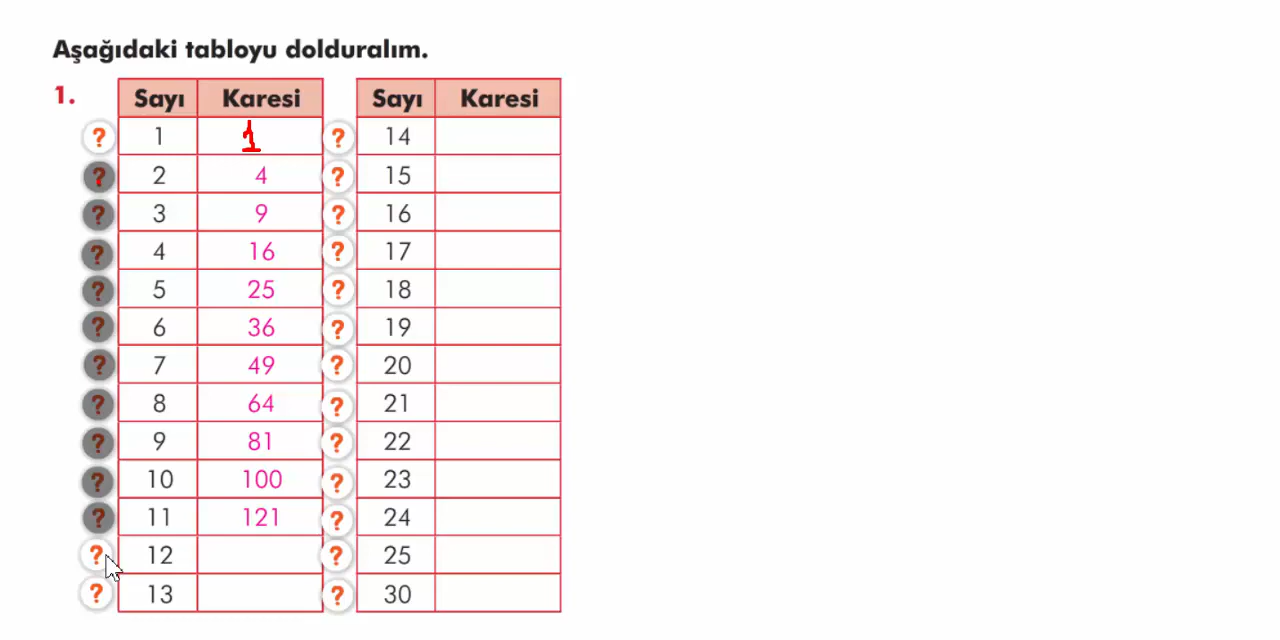 Aşağıdaki tabloyu dolduralım.
1. Sayı Karesi Sayı Karesi
? 1 1 ? 14
? 2 4 ? 15
? 3 9 ? 16
? 4 16 ? 17
? 5 25 ? 18
? 6 36 ? 19
? 7 49 ? 20
? 8 64 ? 21
? 9 81 ? 22
? 10 100 ? 23
? 11 121 ? 24
? 12 ? 25
? 13 ? 30